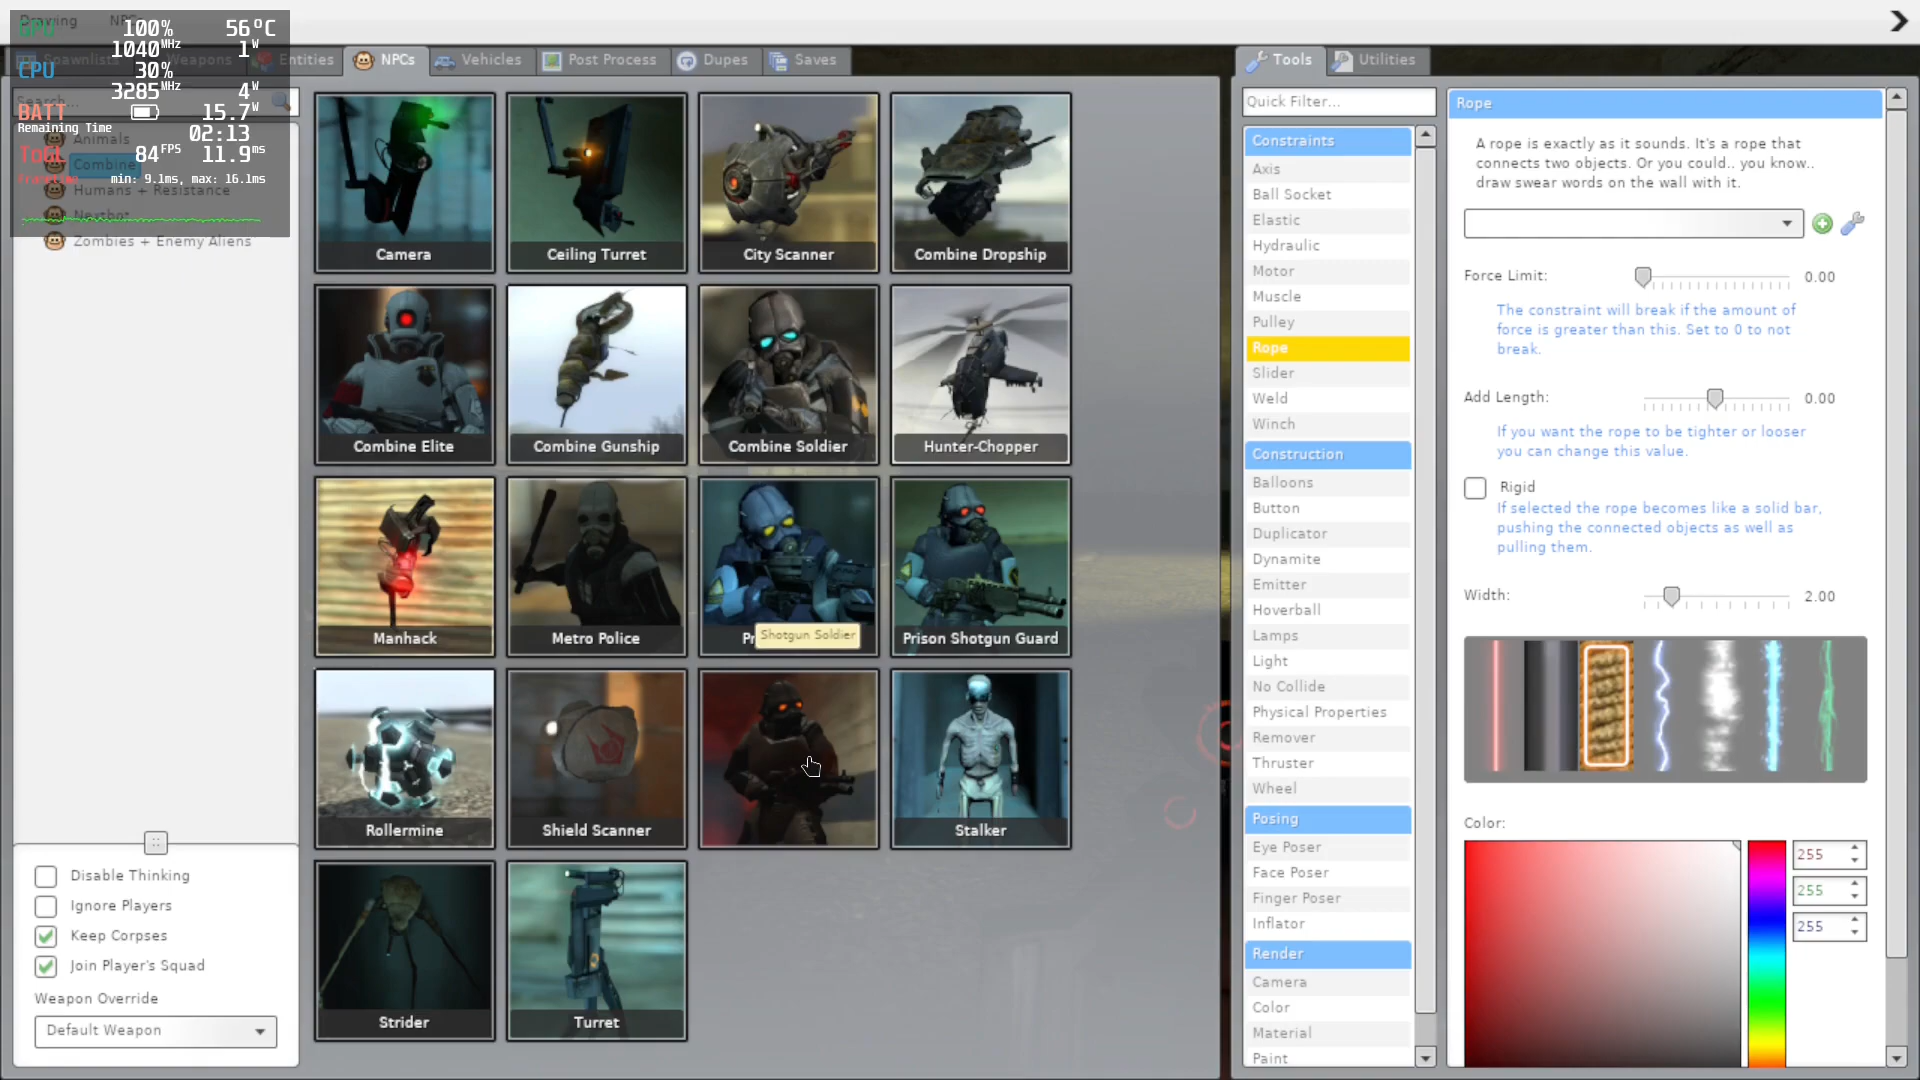 Drawing NPCs
GPU 100% 56°C
1040MHz 1W
CPU 30%
3285MHz 4W
BATT 15.7W
Remaining Time 02:13
ToGL 84FPS 11.9ms
Frametime min: 9.1ms, max: 16.1ms
Spawnlists
Weapons
Entities
NPCs
Vehicles
Post Process
Dupes
Saves
Search...
Animals
Combine
Humans + Resistance
Nextbot
Zombies + Enemy Aliens
Camera
Ceiling Turret
City Scanner
Combine Dropship
Combine Elite
Combine Gunship
Combine Soldier
Hunter-Chopper
Manhack
Metro Police
Pr
Shotgun Soldier
Prison Shotgun Guard
Rollermine
Shield Scanner
Stalker
Strider
Turret
Disable Thinking
Ignore Players
Keep Corpses
Join Player's Squad
Weapon Override
Default Weapon
Tools
Utilities
Quick Filter...
Constraints
Axis
Ball Socket
Elastic
Hydraulic
Motor
Muscle
Pulley
Rope
Slider
Weld
Winch
Construction
Balloons
Button
Duplicator
Dynamite
Emitter
Hoverball
Lamps
Light
No Collide
Physical Properties
Remover
Thruster
Wheel
Posing
Eye Poser
Face Poser
Finger Poser
Inflator
Render
Camera
Color
Material
Paint
Rope
A rope is exactly as it sounds. It's a rope that
connects two objects. Or you could.. you know..
draw swear words on the wall with it.
Force Limit: 0.00
The constraint will break if the amount of
force is greater than this. Set to 0 to not
break.
Add Length: 0.00
If you want the rope to be tighter or looser
you can change this value.
Rigid
If selected the rope becomes like a solid bar,
pushing the connected objects as well as
pulling them.
Width: 2.00
Color:
255
255
255